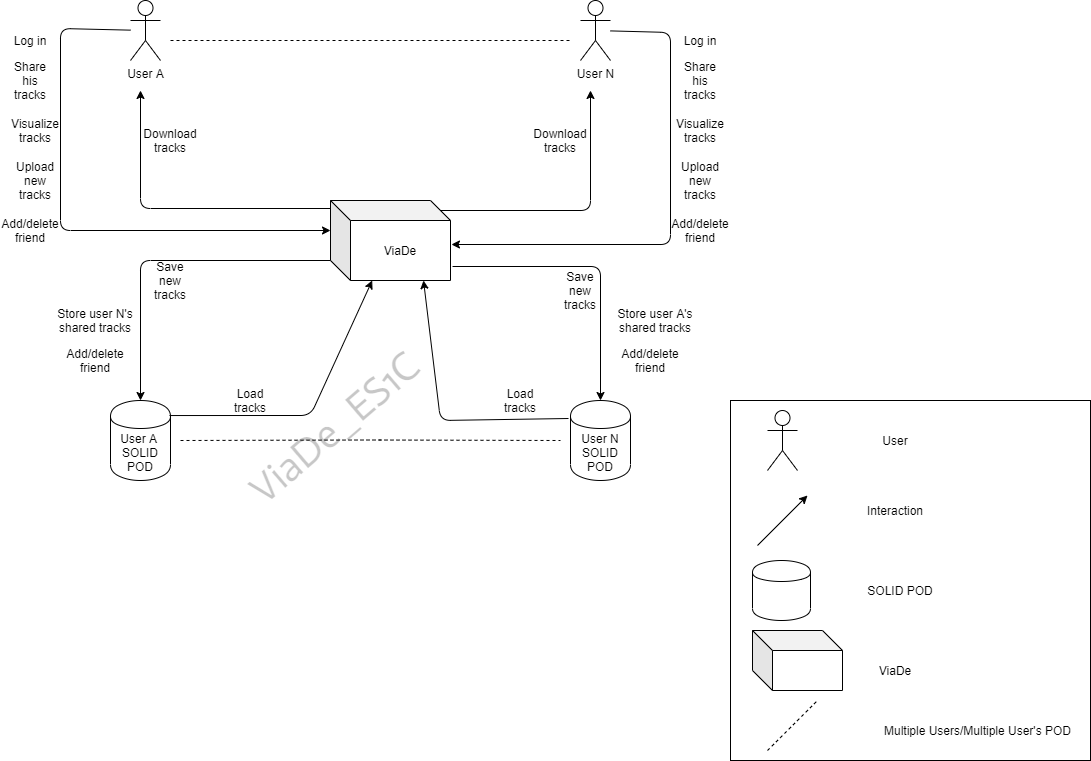 User A
User N
Log in
Share
his
tracks
Visualize
tracks
Upload
new
tracks
Add/delete
friend
Download
tracks
Download
tracks
Log in
Share
his
tracks
Visualize
tracks
Upload
new
tracks
Add/delete
friend
ViaDe
Save
new
tracks
Store user N's
shared tracks
Add/delete
friend
Save
new
tracks
Store user A's
shared tracks
Add/delete
friend
Load
tracks
Load
tracks
User A
SOLID
POD
User N
SOLID
POD
ViaDe_ES1C
User
Interaction
SOLID POD
ViaDe
Multiple Users/Multiple User's POD